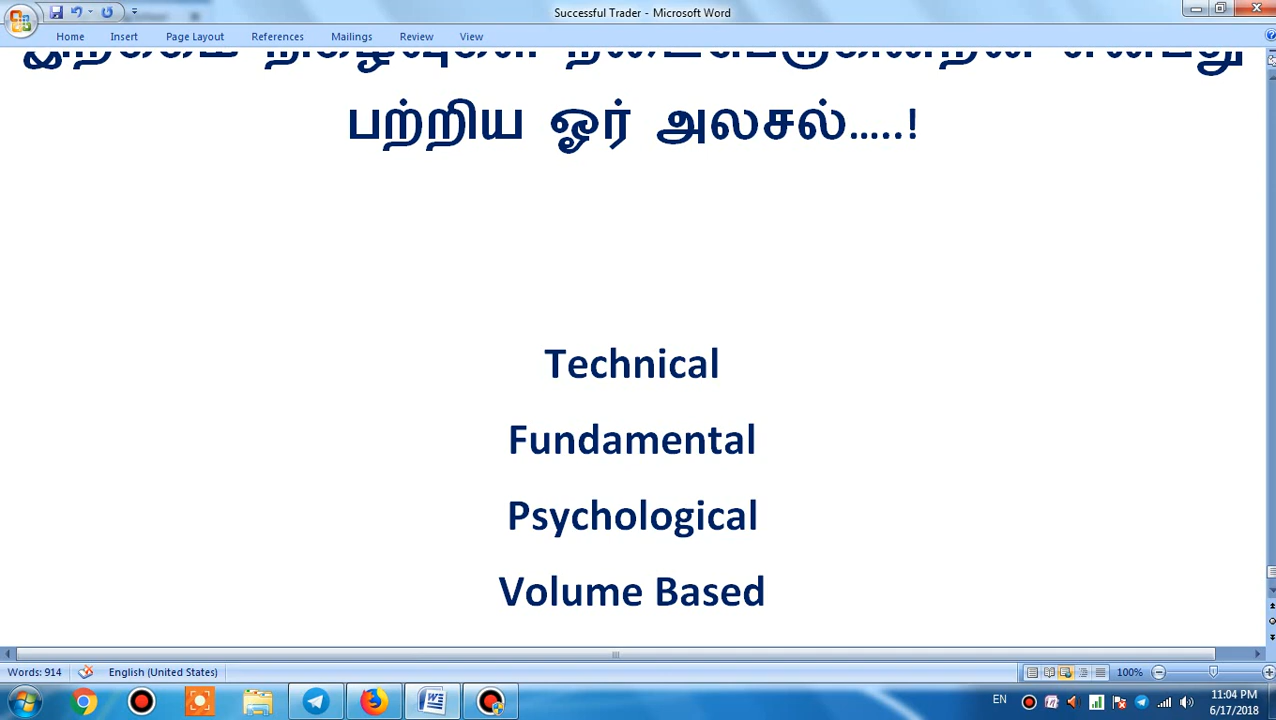 Successful Trader - Microsoft Word
Home Insert Page Layout References Mailings Review View
பற்றிய ஓர் அலசல்.....!
Technical
Fundamental
Psychological
Volume Based
Words: 914 English (United States) 100%
EN 11:04 PM
6/17/2018